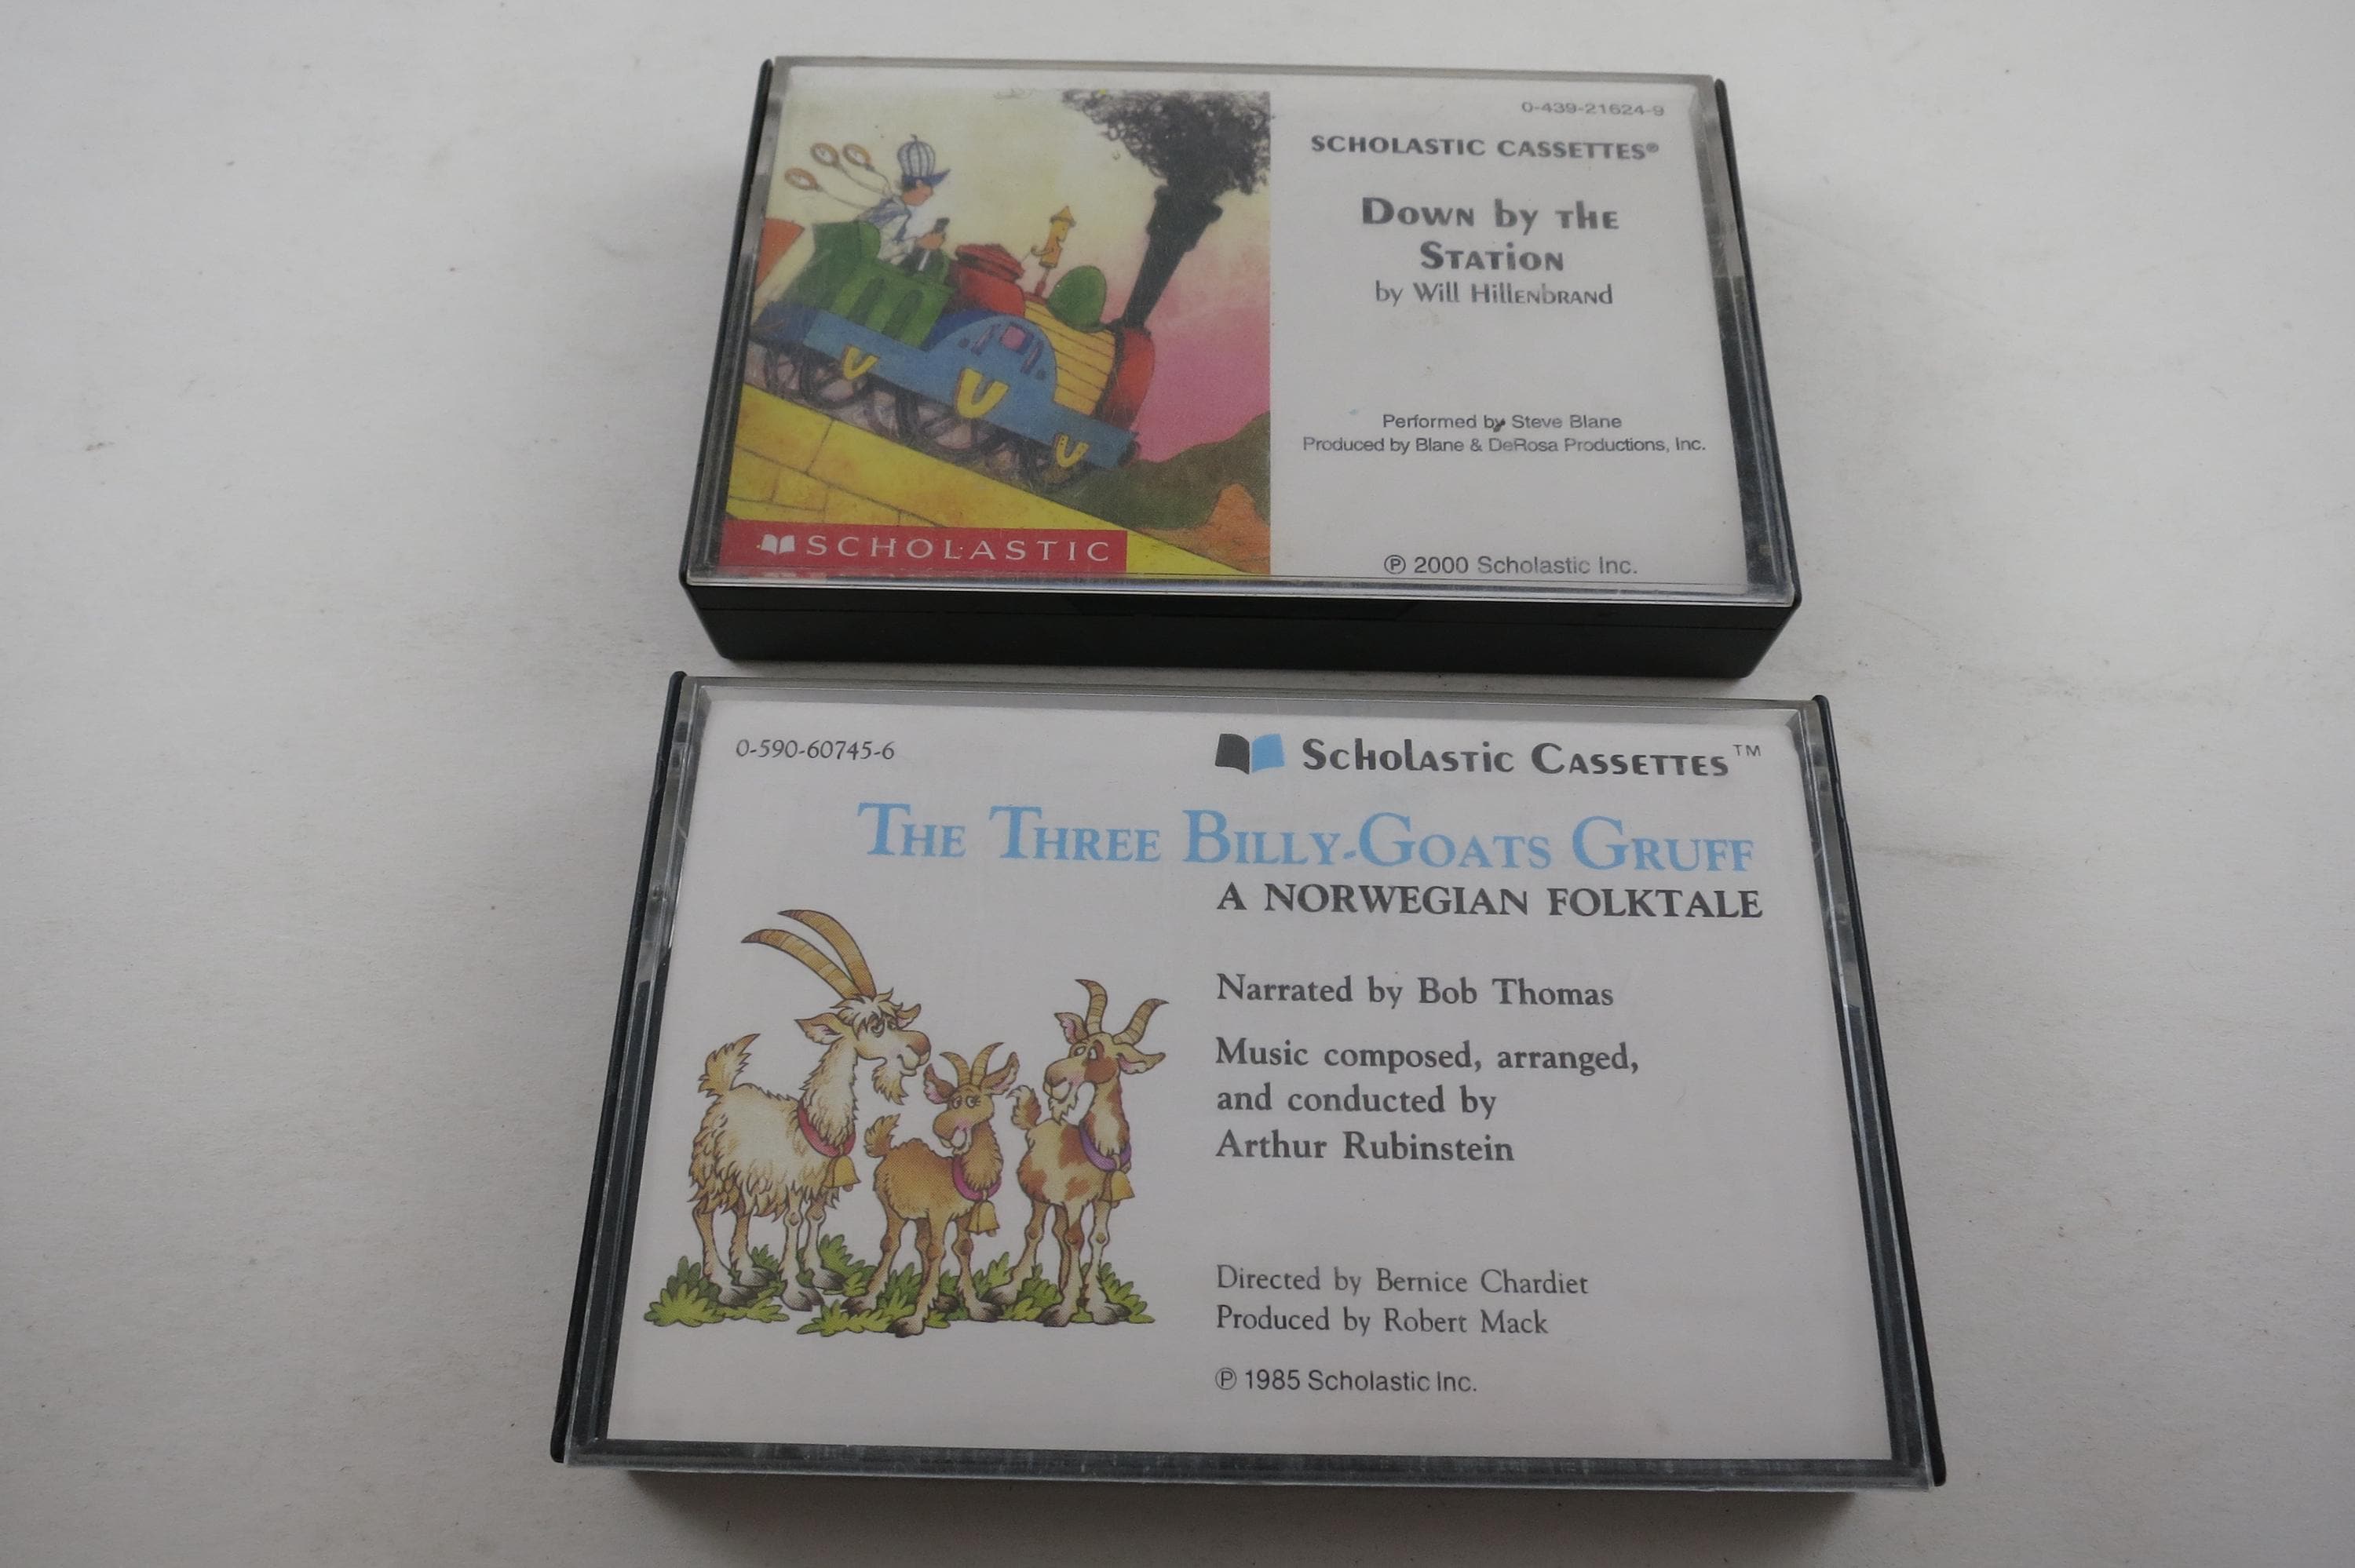 0-439-21624-9
SCHOLASTIC CASSETTES®
Down by the
Station
by Will Hillenbrand
Performed by Steve Blane
Produced by Blane & DeRosa Productions, Inc.
SCHOLASTIC
℗ 2000 Scholastic Inc.
0-590-60745-6
Scholastic Cassettes™
The Three Billy-Goats Gruff
A NORWEGIAN FOLKTALE
Narrated by Bob Thomas
Music composed, arranged,
and conducted by
Arthur Rubinstein
Directed by Bernice Chardiet
Produced by Robert Mack
℗ 1985 Scholastic Inc.